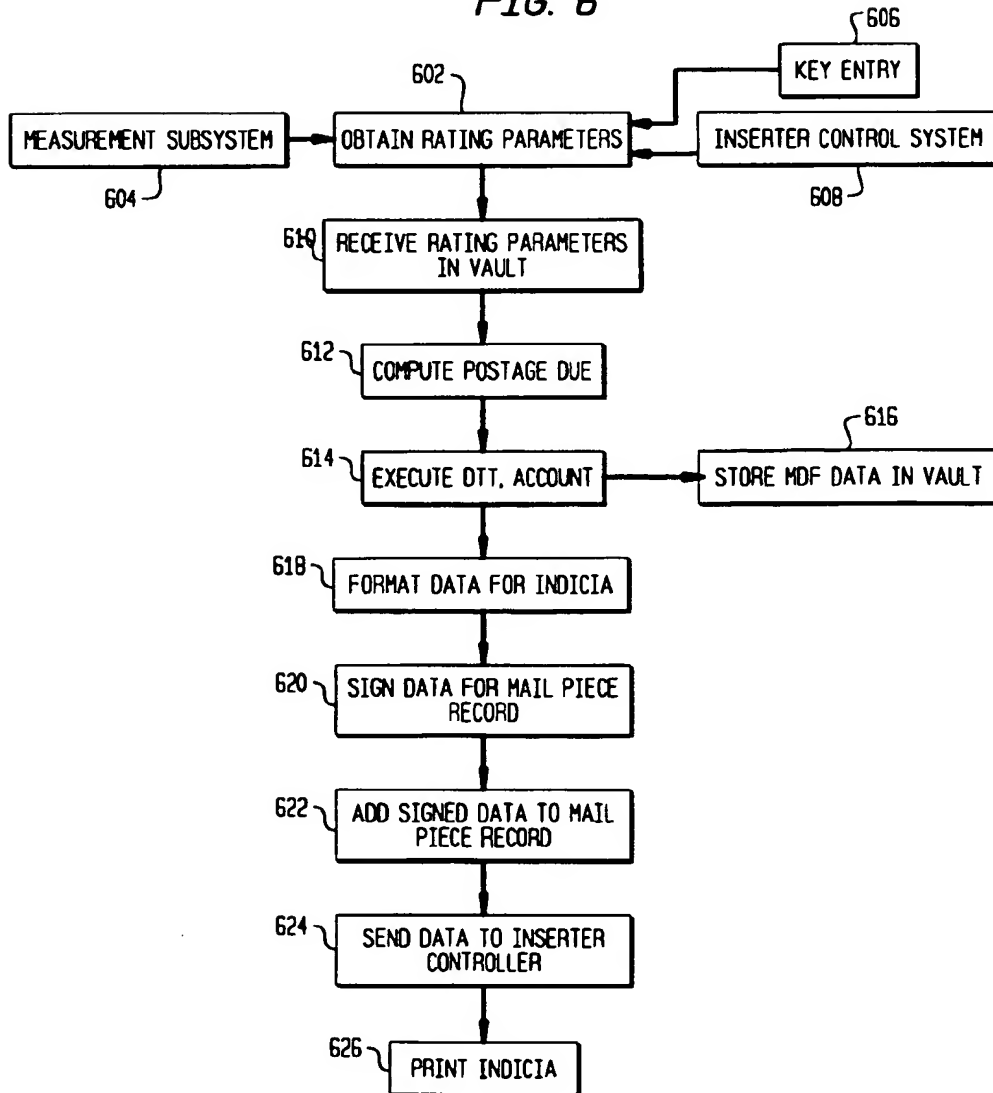 FIG. 6
606
KEY ENTRY
602
MEASUREMENT SUBSYSTEM
OBTAIN RATING PARAMETERS
INSERTER CONTROL SYSTEM
604
608
610
RECEIVE RATING PARAMETERS
IN VAULT
612
COMPUTE POSTAGE DUE
616
614
EXECUTE DTT, ACCOUNT
STORE MDF DATA IN VAULT
618
FORMAT DATA FOR INDICIA
620
SIGN DATA FOR MAIL PIECE
RECORD
622
ADD SIGNED DATA TO MAIL
PIECE RECORD
624
SEND DATA TO INSERTER
CONTROLLER
626
PRINT INDICIA